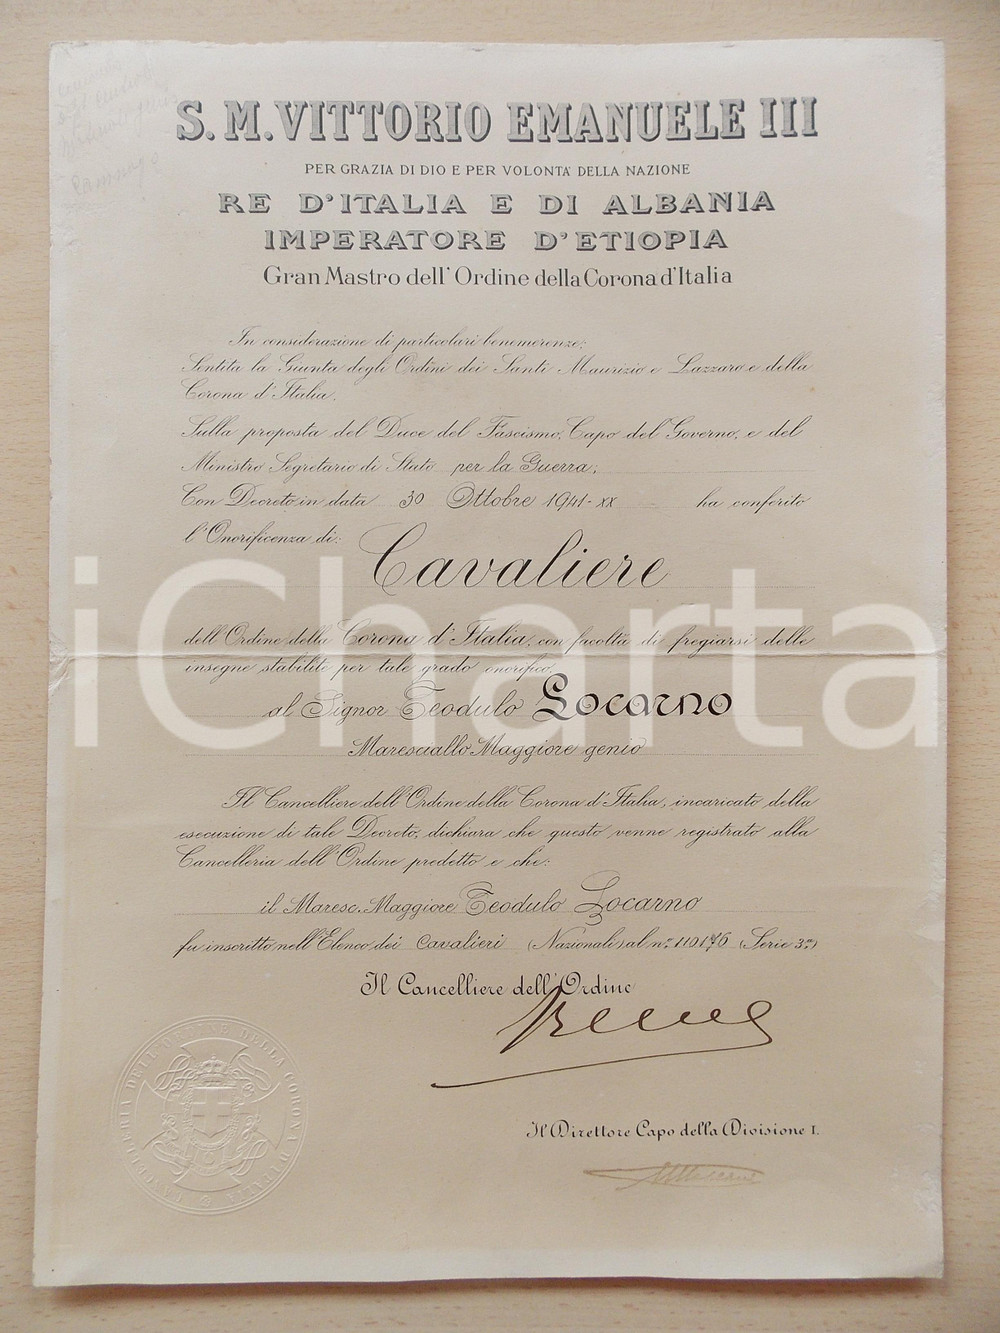 S. M. VITTORIO EMANUELE III
PER GRAZIA DI DIO E PER VOLONTA' DELLA NAZIONE
RE D'ITALIA E DI ALBANIA
IMPERATORE D'ETIOPIA
Gran Mastro dell'Ordine della Corona d'Italia
In considerazione di particolari benemerenze;
Sentita la Giunta degli Ordini dei Santi Maurizio e Lazzaro e della
Corona d'Italia,
Sulla proposta del Duce del Fascismo, Capo del Governo, e del
Ministro Segretario di Stato per la Guerra;
Con Decreto in data 30 Ottobre 1941-XX ha conferito
l'Onorificenza di:
Cavaliere
dell'Ordine della Corona d'Italia, con facoltà di fregiarsi delle
insegne stabilite per tale grado onorifico
al Signor Teodulo Locarno
Maresciallo Maggiore genio
Il Cancelliere dell'Ordine della Corona d'Italia, incaricato della
esecuzione di tale Decreto, dichiara che questo venne registrato alla
Cancelleria dell'Ordine predetto e che:
il Maresc. Maggiore Teodulo Locarno
fu inscritto nell'Elenco dei Cavalieri (Nazionali) al n° 110176 (Serie 3ª)
Il Cancelliere dell'Ordine
Il Direttore Capo della Divisione I.
CANCELLERIA DELL'ORDINE DELLA CORONA D'ITALIA
iCharta